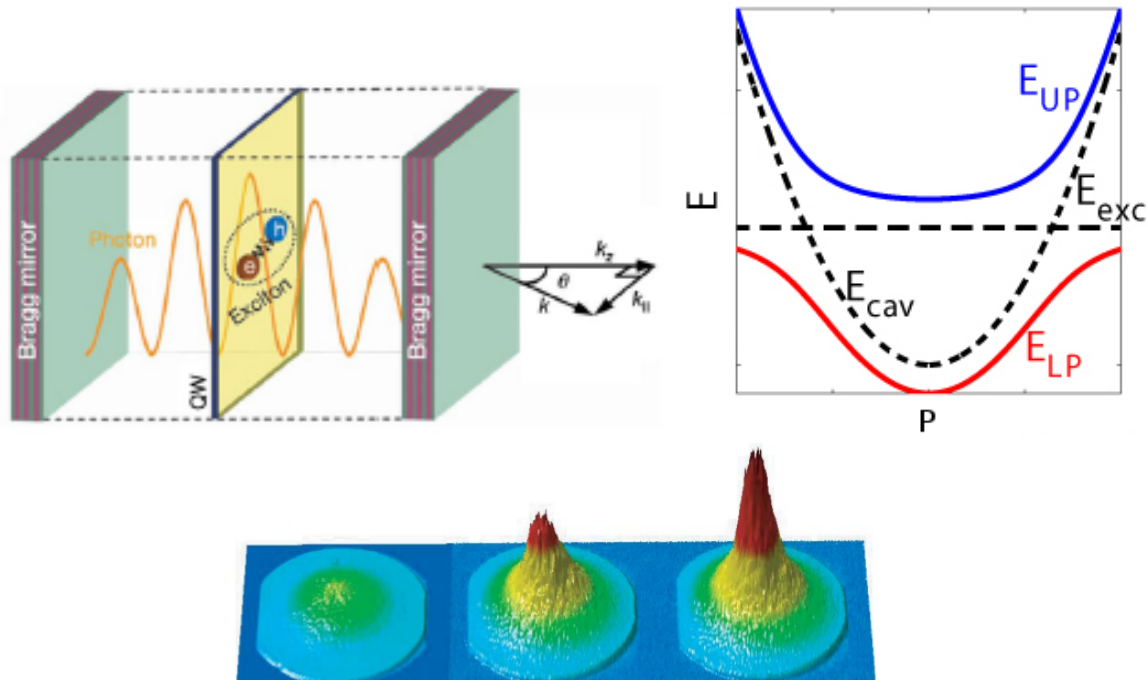 Bragg mirror
Photon
e
h
Exciton
QW
Bragg mirror
k_z
θ
k
k_||
E
E_UP
E_exc
E_cav
E_LP
P